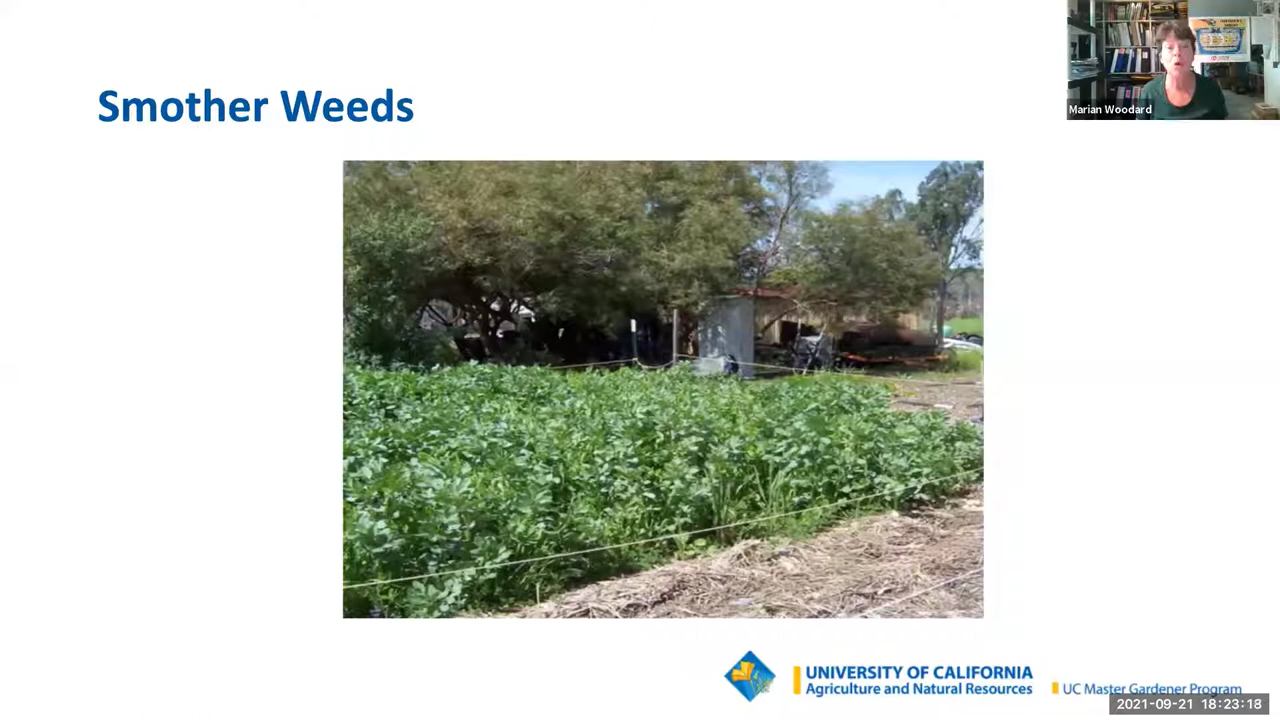 Smother Weeds
Marian Woodard
UNIVERSITY OF CALIFORNIA
Agriculture and Natural Resources
UC Master Gardener Program
2021-09-21 18:23:18